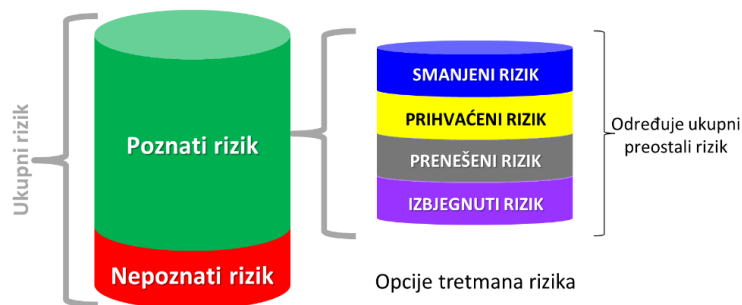 Ukupni rizik
Poznati rizik
Nepoznati rizik
SMANJENI RIZIK
PRIHVAĆENI RIZIK
PRENEŠENI RIZIK
IZBJEGNUTI RIZIK
Određuje ukupni
preostali rizik
Opcije tretmana rizika